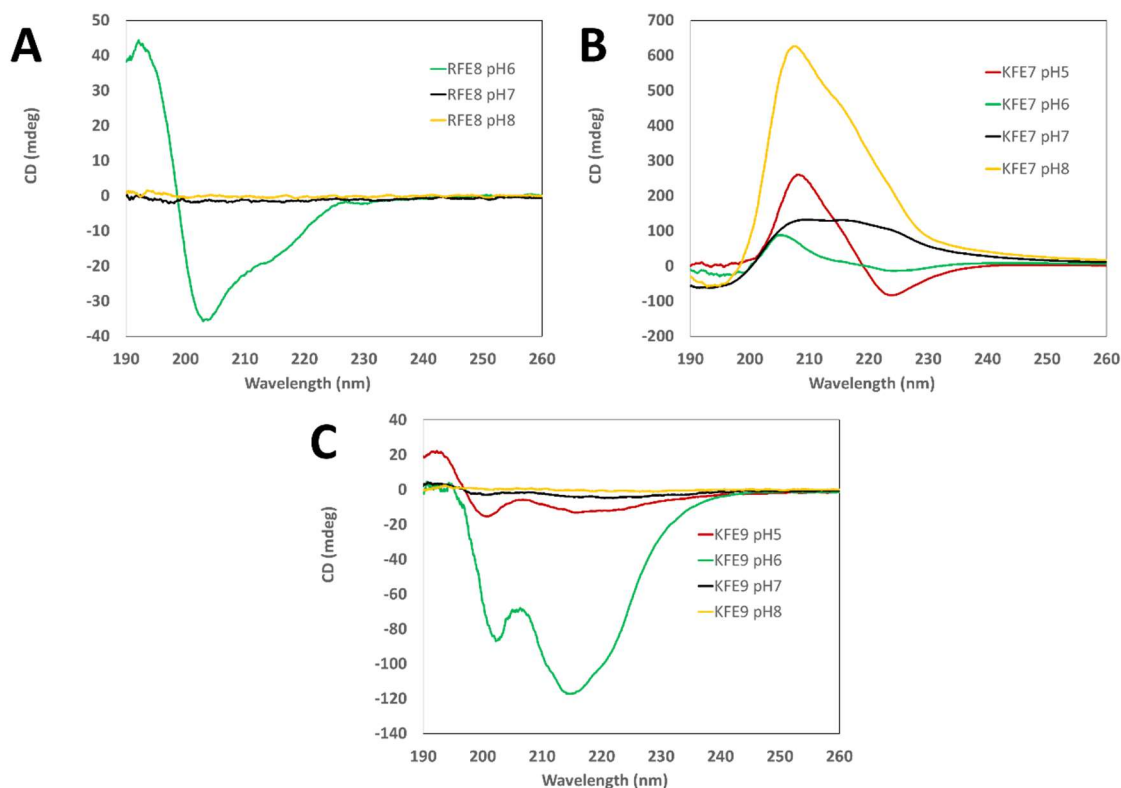 A
50
40
30
20
10
0
-10
-20
-30
-40
CD (mdeg)
190 200 210 220 230 240 250 260
Wavelength (nm)
RFE8 pH6
RFE8 pH7
RFE8 pH8
B
700
600
500
400
300
200
100
0
-100
-200
CD (mdeg)
190 200 210 220 230 240 250 260
Wavelength (nm)
KFE7 pH5
KFE7 pH6
KFE7 pH7
KFE7 pH8
C
40
20
0
-20
-40
-60
-80
-100
-120
-140
CD (mdeg)
190 200 210 220 230 240 250 260
Wavelength (nm)
KFE9 pH5
KFE9 pH6
KFE9 pH7
KFE9 pH8